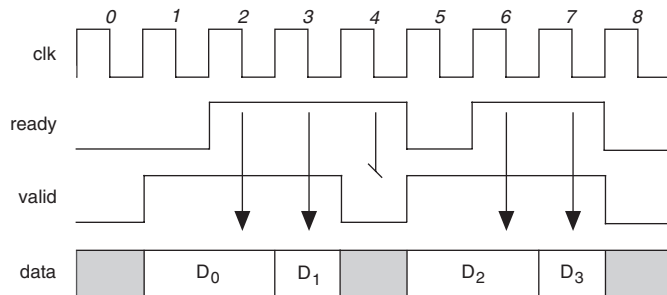 0 1 2 3 4 5 6 7 8
clk
ready
valid
data D₀ D₁ D₂ D₃